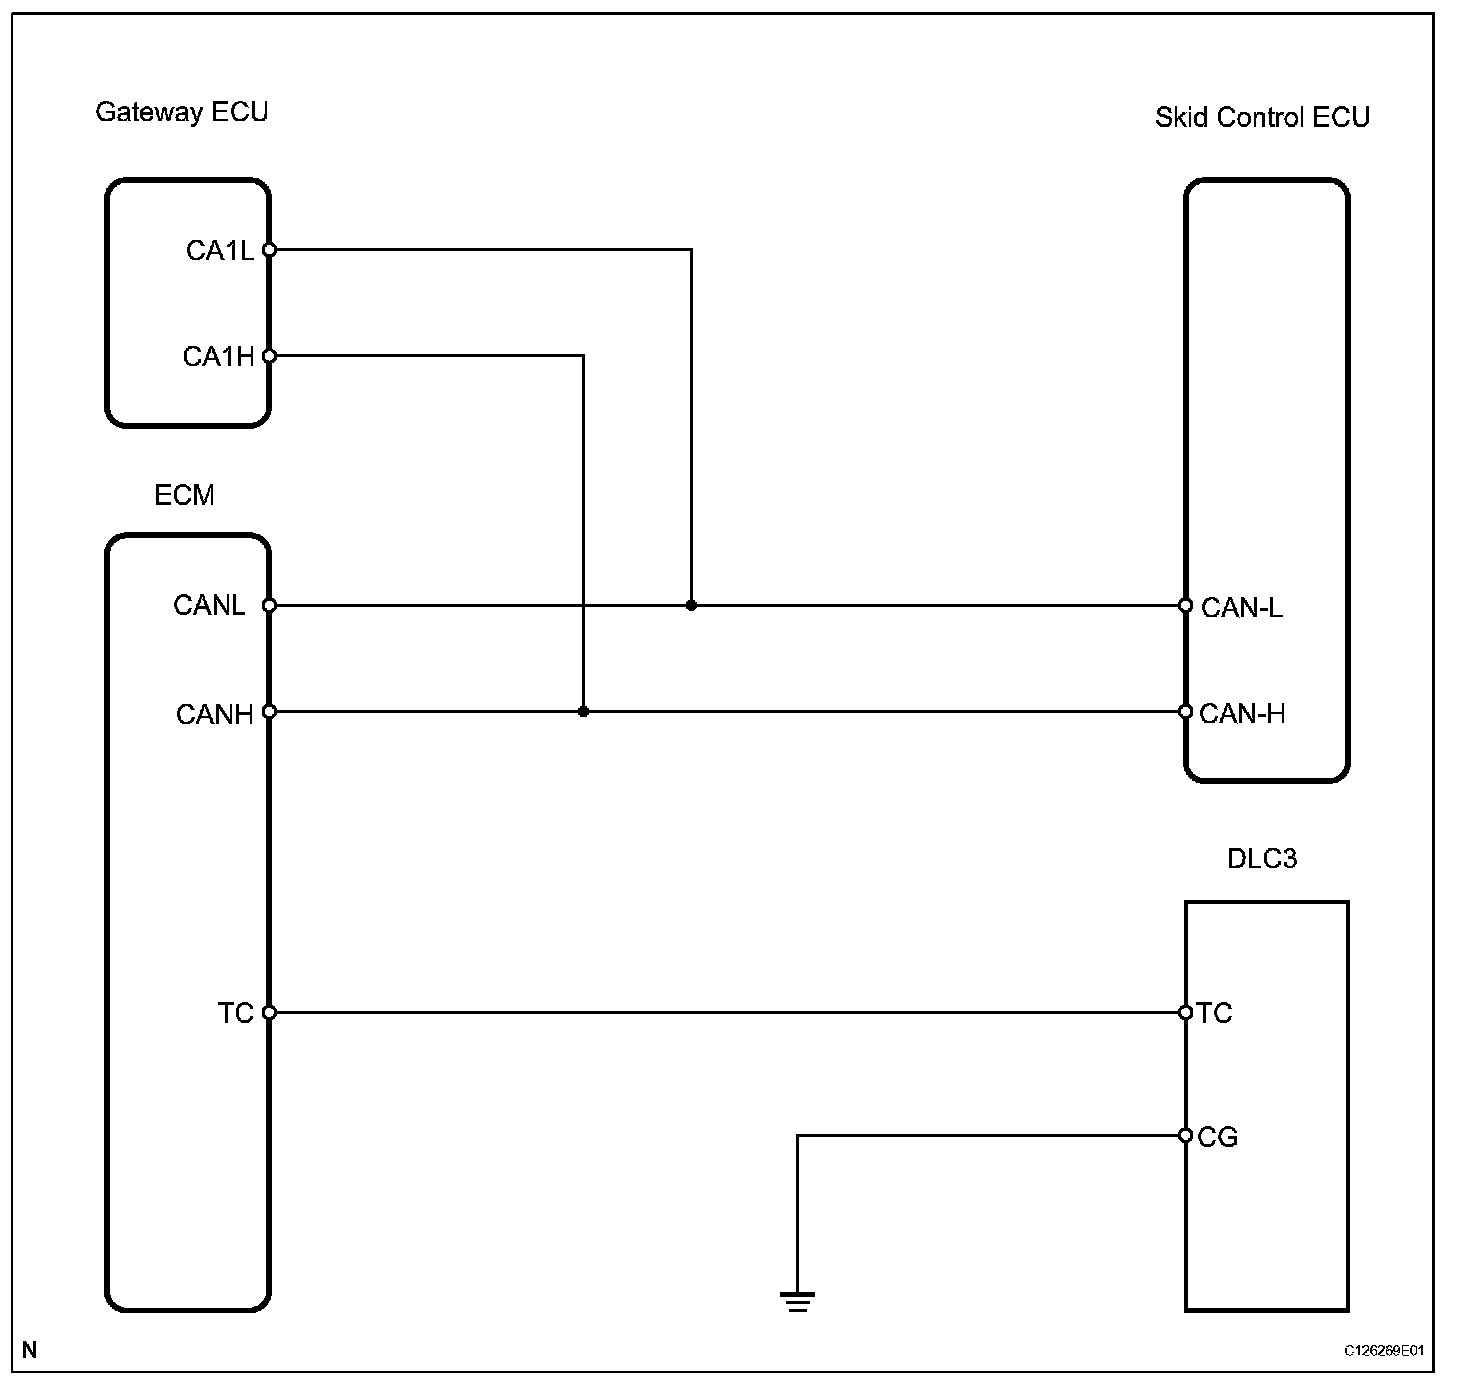 Gateway ECU
Skid Control ECU
CA1L
CA1H
ECM
CANL
CAN-L
CANH
CAN-H
DLC3
TC
TC
CG
N
C126269E01